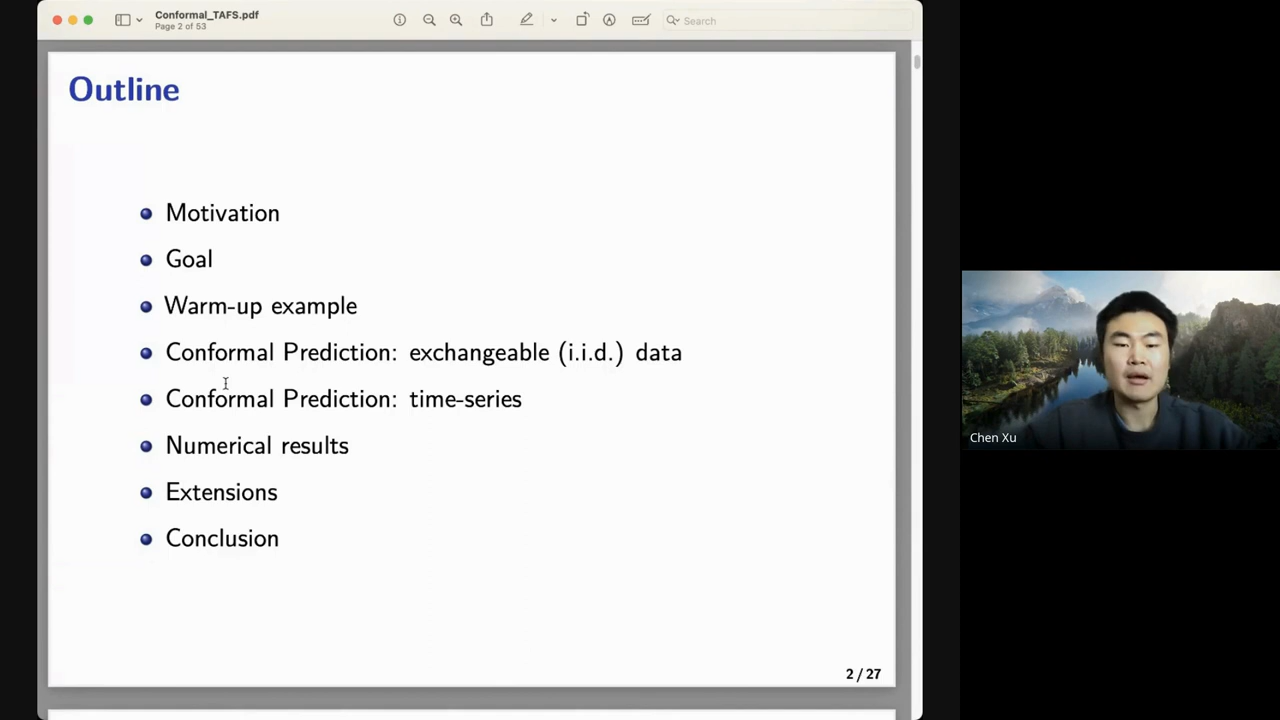 Conformal_TAFS.pdf
Page 2 of 53
Search
Outline
Motivation
Goal
Warm-up example
Conformal Prediction: exchangeable (i.i.d.) data
Conformal Prediction: time-series
Numerical results
Extensions
Conclusion
2 / 27
Chen Xu